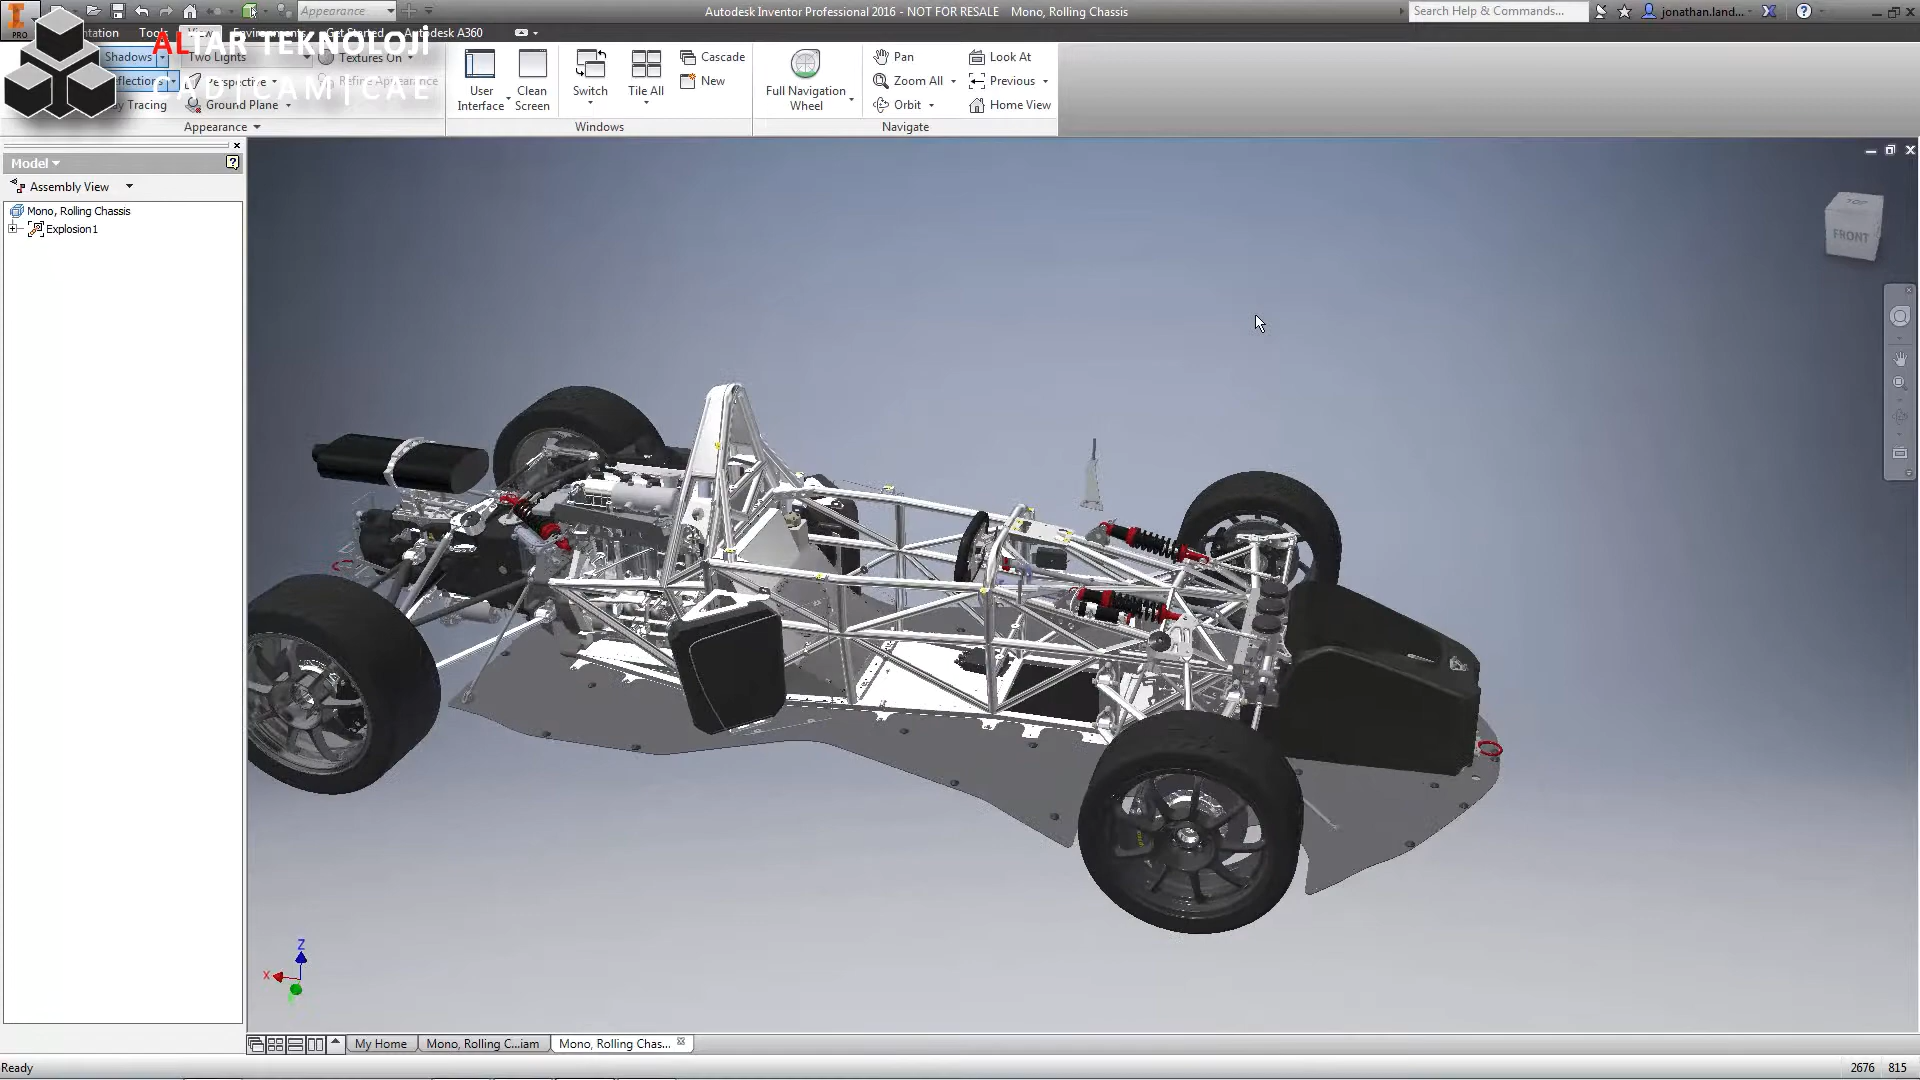 Appearance
Autodesk Inventor Professional 2016 - NOT FOR RESALE Mono, Rolling Chassis
Search Help & Commands...
jonathan.land...
PRO
View
Get Started
Autodesk A360
ALTAR TEKNOLOJİ
CAD|CAM|CAE
Shadows
Two Lights
Textures On
Reflections
Perspective
Refine Appearance
Ray Tracing
Ground Plane
Appearance
User Interface
Clean Screen
Switch
Tile All
Cascade
New
Windows
Full Navigation Wheel
Pan
Zoom All
Orbit
Look At
Previous
Home View
Navigate
Model
Assembly View
Mono, Rolling Chassis
Explosion1
TOP
FRONT
Z
X
My Home
Mono, Rolling C...iam
Mono, Rolling Chas...
Ready
2676 815